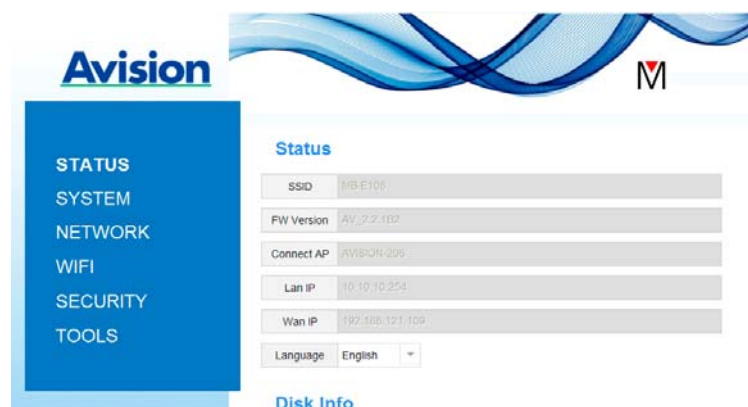 Avision
STATUS
SYSTEM
NETWORK
WIFI
SECURITY
TOOLS
Status
SSID MB-E106
FW Version AV_2.2.1B2
Connect AP AVISION-206
Lan IP 10.10.10.254
Wan IP 192.168.121.109
Language English
Disk Info